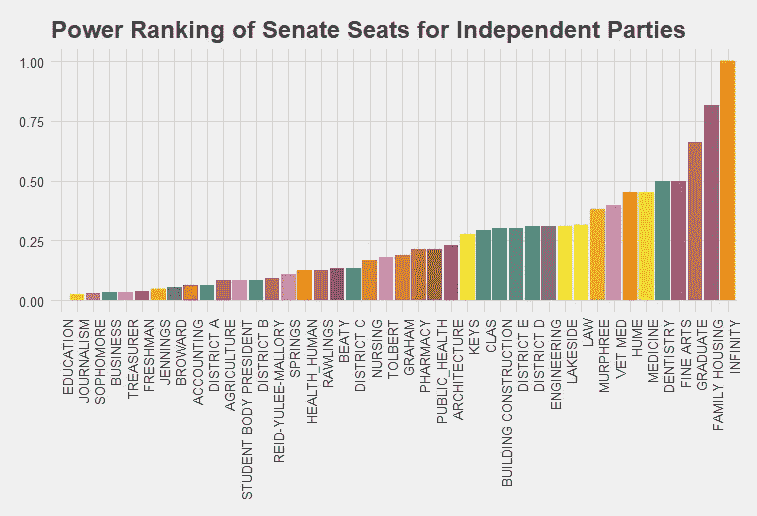 Power Ranking of Senate Seats for Independent Parties
1.00
0.75
0.50
0.25
0.00
EDUCATION
JOURNALISM
SOPHOMORE
BUSINESS
TREASURER
FRESHMAN
JENNINGS
BROWARD
ACCOUNTING
DISTRICT A
AGRICULTURE
STUDENT BODY PRESIDENT
DISTRICT B
REID-YULEE-MALLORY
SPRINGS
HEALTH_HUMAN
RAWLINGS
BEATY
DISTRICT C
NURSING
TOLBERT
GRAHAM
PHARMACY
PUBLIC_HEALTH
ARCHITECTURE
KEYS
CLAS
BUILDING CONSTRUCTION
DISTRICT E
DISTRICT D
ENGINEERING
LAKESIDE
LAW
MURPHREE
VET MED
HUME
MEDICINE
DENTISTRY
FINE ARTS
GRADUATE
FAMILY HOUSING
INFINITY